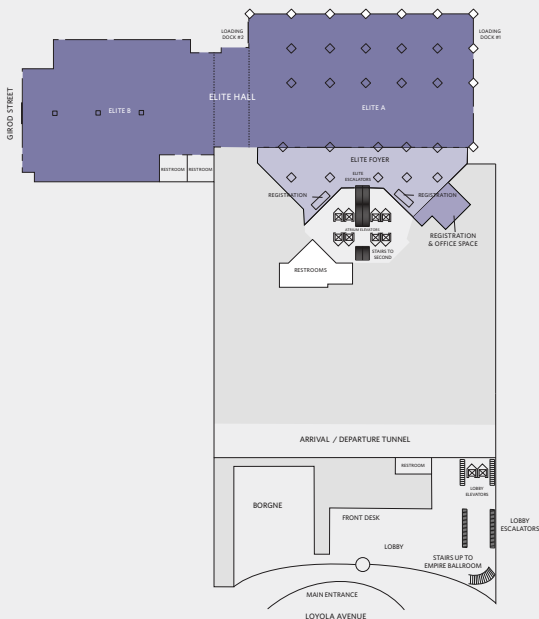 LOADING
DOCK #2
LOADING
DOCK #1
GIROD STREET
ELITE HALL
ELITE B
ELITE A
RESTROOM
RESTROOM
ELITE FOYER
ELITE
ESCALATORS
REGISTRATION
REGISTRATION
ATRIUM ELEVATORS
REGISTRATION
& OFFICE SPACE
STAIRS TO
SECOND
RESTROOMS
ARRIVAL / DEPARTURE TUNNEL
RESTROOM
LOBBY
ELEVATORS
BORGNE
FRONT DESK
LOBBY
ESCALATORS
LOBBY
STAIRS UP TO
EMPIRE BALLROOM
MAIN ENTRANCE
LOYOLA AVENUE